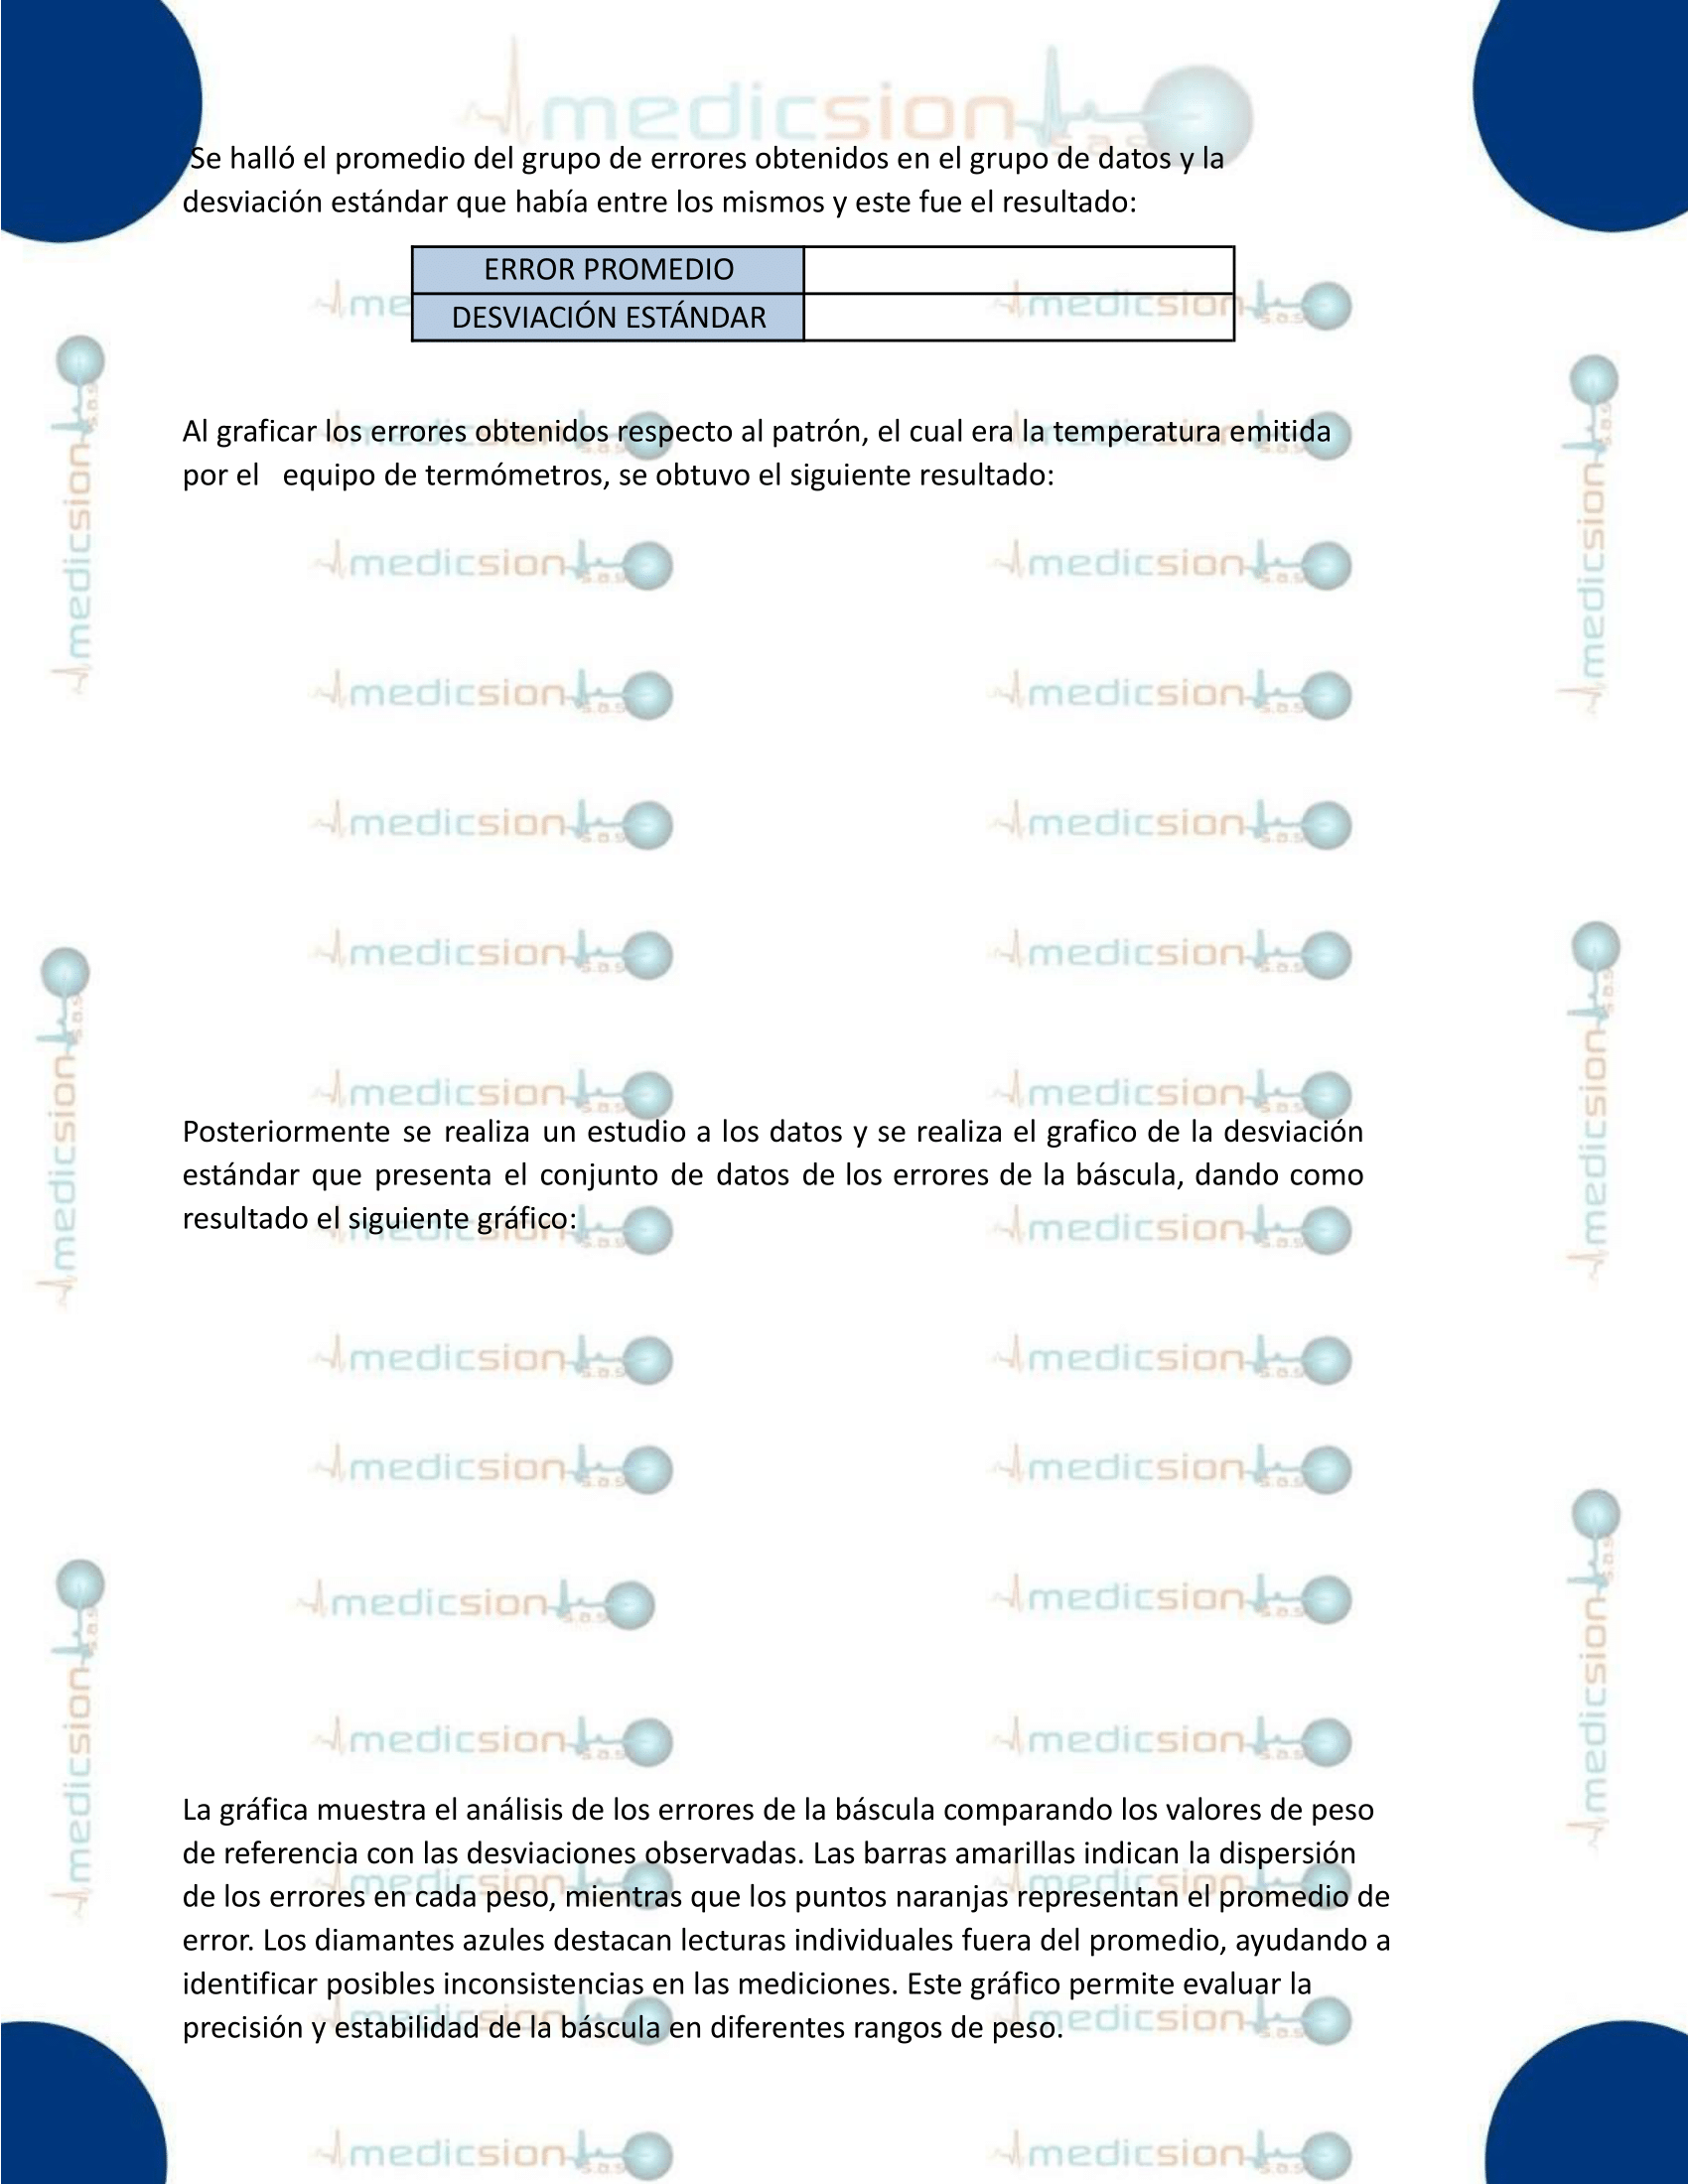 medicsion s.a.s
Se halló el promedio del grupo de errores obtenidos en el grupo de datos y la
desviación estándar que había entre los mismos y este fue el resultado:
ERROR PROMEDIO
DESVIACIÓN ESTÁNDAR
Al graficar los errores obtenidos respecto al patrón, el cual era la temperatura emitida
por el equipo de termómetros, se obtuvo el siguiente resultado:
Posteriormente se realiza un estudio a los datos y se realiza el grafico de la desviación
estándar que presenta el conjunto de datos de los errores de la báscula, dando como
resultado el siguiente gráfico:
La gráfica muestra el análisis de los errores de la báscula comparando los valores de peso
de referencia con las desviaciones observadas. Las barras amarillas indican la dispersión
de los errores en cada peso, mientras que los puntos naranjas representan el promedio de
error. Los diamantes azules destacan lecturas individuales fuera del promedio, ayudando a
identificar posibles inconsistencias en las mediciones. Este gráfico permite evaluar la
precisión y estabilidad de la báscula en diferentes rangos de peso.